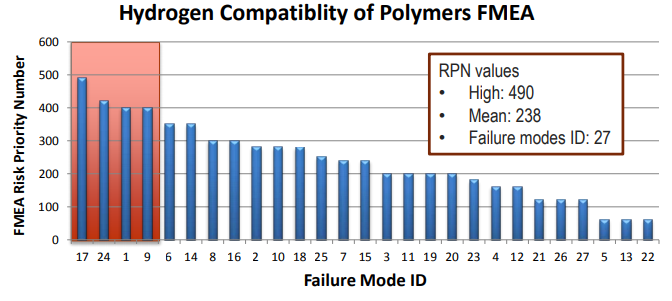 Hydrogen Compatiblity of Polymers FMEA
FMEA Risk Priority Number
600
500
400
300
200
100
0
RPN values
• High: 490
• Mean: 238
• Failure modes ID: 27
17 24 1 9 6 14 8 16 2 10 18 25 7 15 3 11 19 20 23 4 12 21 26 27 5 13 22
Failure Mode ID